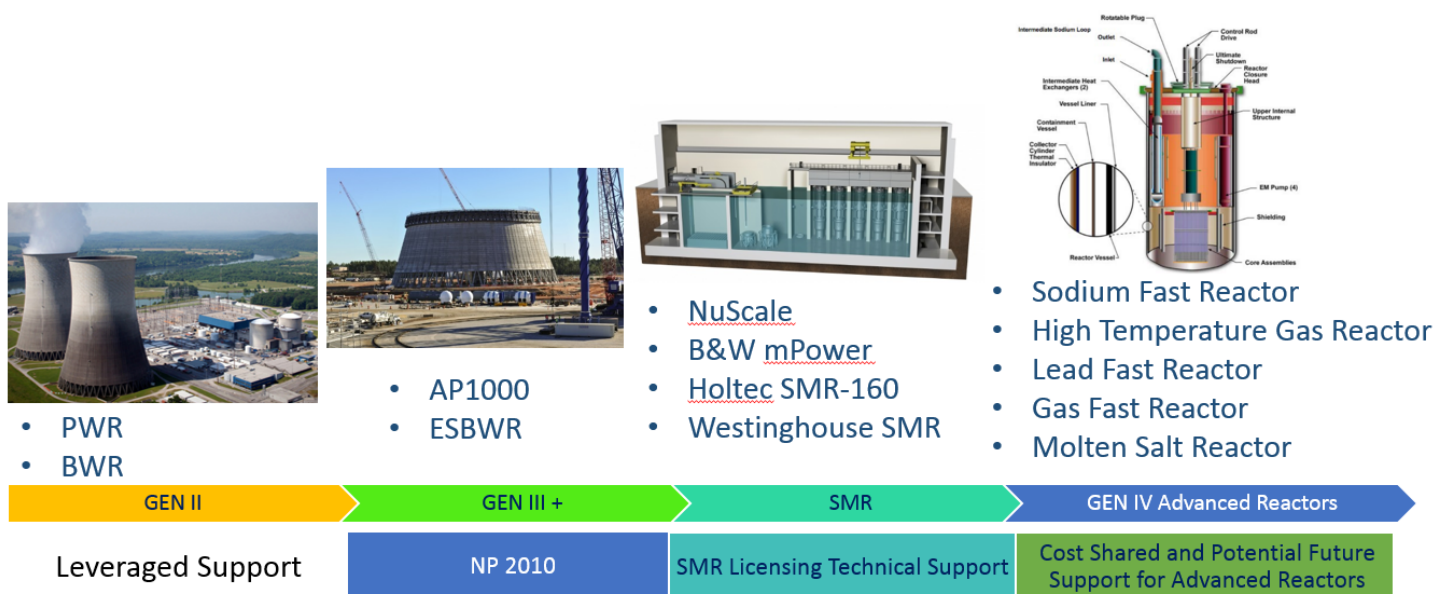 Rotatable Plug
Control Rod
Drive
Intermediate Sodium Loop
Outlet
Ultimate
Shutdown
Inlet
Reactor
Closure
Head
Intermediate Heat
Exchangers (2)
Vessel Liner
Upper Internal
Structure
Containment
Vessel
Collector
Cylinder
Thermal
Insulator
EM Pump (4)
Shielding
Reactor Vessel
Core Assemblies
• PWR
• BWR
• AP1000
• ESBWR
• NuScale
• B&W mPower
• Holtec SMR-160
• Westinghouse SMR
• Sodium Fast Reactor
• High Temperature Gas Reactor
• Lead Fast Reactor
• Gas Fast Reactor
• Molten Salt Reactor
GEN II
GEN III +
SMR
GEN IV Advanced Reactors
Leveraged Support
NP 2010
SMR Licensing Technical Support
Cost Shared and Potential Future
Support for Advanced Reactors